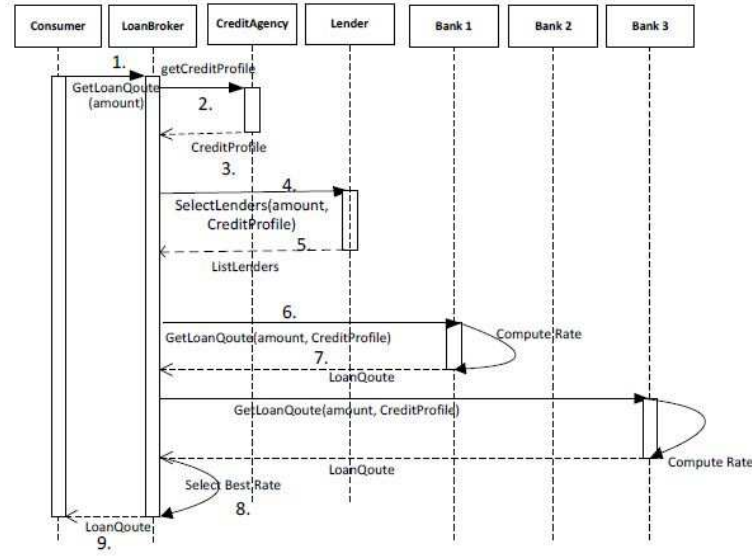 Consumer
LoanBroker
CreditAgency
Lender
Bank 1
Bank 2
Bank 3
1.
getCreditProfile
GetLoanQoute
(amount)
2.
CreditProfile
3.
4.
SelectLenders(amount,
CreditProfile)
5.
ListLenders
6.
GetLoanQoute(amount, CreditProfile)
Compute Rate
7.
LoanQoute
GetLoanQoute(amount, CreditProfile)
LoanQoute
Compute Rate
Select Best Rate
8.
LoanQoute
9.